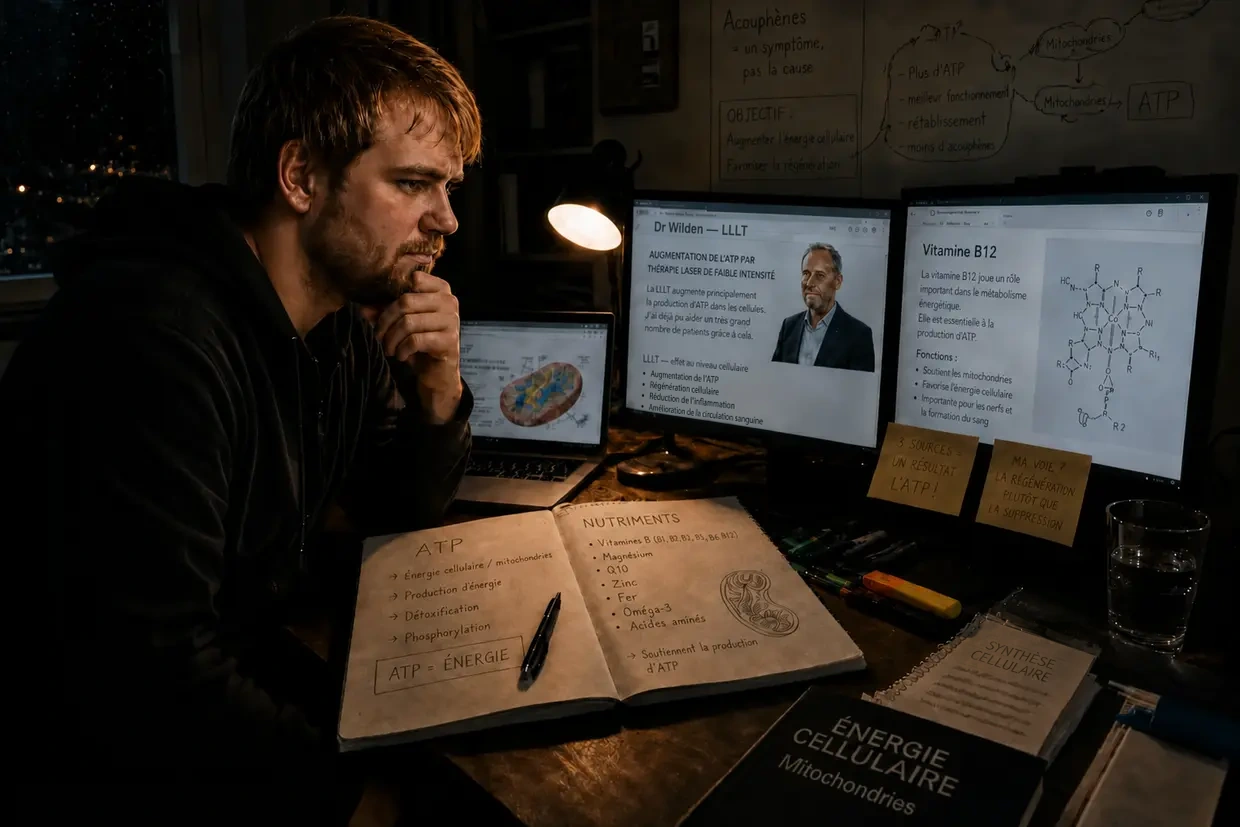 Acouphènes
= un symptôme,
pas la cause
OBJECTIF :
Augmenter l'énergie cellulaire
Favoriser la régénération
ATP
- Plus d'ATP
- meilleur fonctionnement
- rétablissement
- moins d'acouphènes
Mitochondries
Mitochondries
ATP
Dr Wilden — LLLT
AUGMENTATION DE L'ATP PAR
THÉRAPIE LASER DE FAIBLE INTENSITÉ
La LLLT augmente principalement
la production d'ATP dans les cellules.
J'ai déjà pu aider un très grand
nombre de patients grâce à cela.
LLLT — effet au niveau cellulaire
• Augmentation de l'ATP
• Régénération cellulaire
• Réduction de l'inflammation
• Amélioration de la circulation sanguine
Vitamine B12
La vitamine B12 joue un rôle
important dans le métabolisme
énergétique.
Elle est essentielle à la
production d'ATP.
Fonctions :
• Soutient les mitochondries
• Favorise l'énergie cellulaire
• Importante pour les nerfs et
la formation du sang
ATP
3 SOURCES :
UN RÉSULTAT
L'ATP !
MA VOIE ?
LA RÉGÉNÉRATION
PLUTÔT QUE
LA SUPPRESSION
ATP
→ Énergie cellulaire / mitochondries
→ Production d'énergie
→ Détoxification
→ Phosphorylation
ATP = ÉNERGIE
NUTRIMENTS
• Vitamines B (B1, B2, B3, B5, B6, B12)
• Magnésium
• Q10
• Zinc
• Fer
• Oméga-3
• Acides aminés
→ Soutiennent la production
d'ATP
SYNTHÈSE
CELLULAIRE
ÉNERGIE
CELLULAIRE
Mitochondries